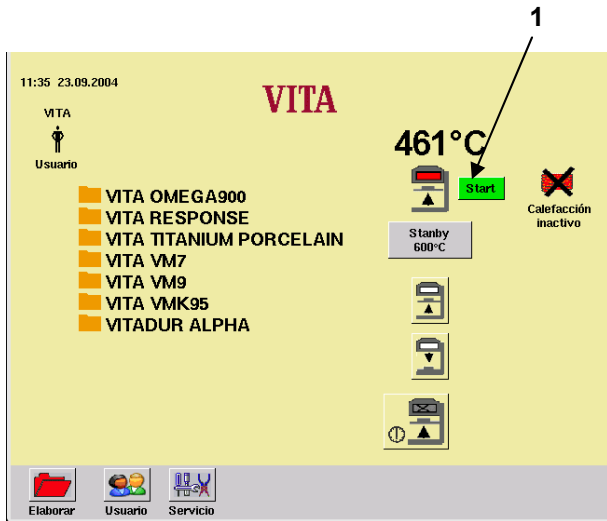 1
11:35 23.09.2004
VITA
VITA
Usuario
461°C
Start
Calefacción
inactivo
Stanby
600°C
VITA OMEGA900
VITA RESPONSE
VITA TITANIUM PORCELAIN
VITA VM7
VITA VM9
VITA VMK95
VITADUR ALPHA
Elaborar
Usuario
Servicio